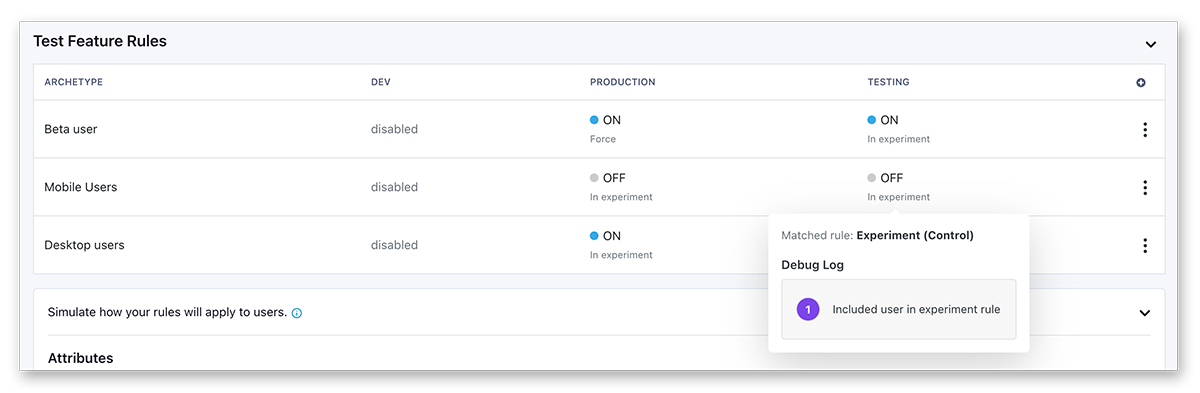 Test Feature Rules
ARCHETYPE DEV PRODUCTION TESTING
Beta user disabled ON ON
Force In experiment
Mobile Users disabled OFF OFF
In experiment In experiment
Desktop users disabled ON
In experiment
Matched rule: Experiment (Control)
Debug Log
1 Included user in experiment rule
Simulate how your rules will apply to users.
Attributes